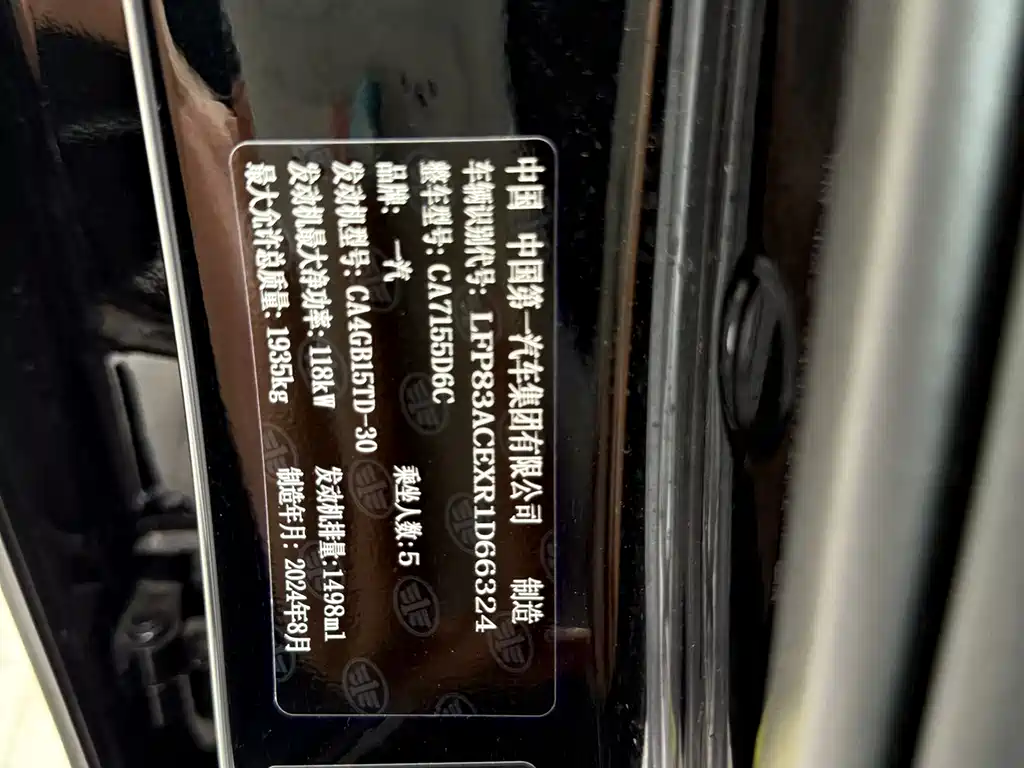 中国 中国第一汽车集团有限公司 制造
车辆识别代号: LFP83ACEXR1D66324
整车型号: CA7155D6C
品牌: 一汽 乘坐人数:5
发动机型号: CA4GB15TD-30
发动机最大净功率: 118kW 发动机排量:1498ml
最大允许总质量: 1935kg 制造年月: 2024年8月